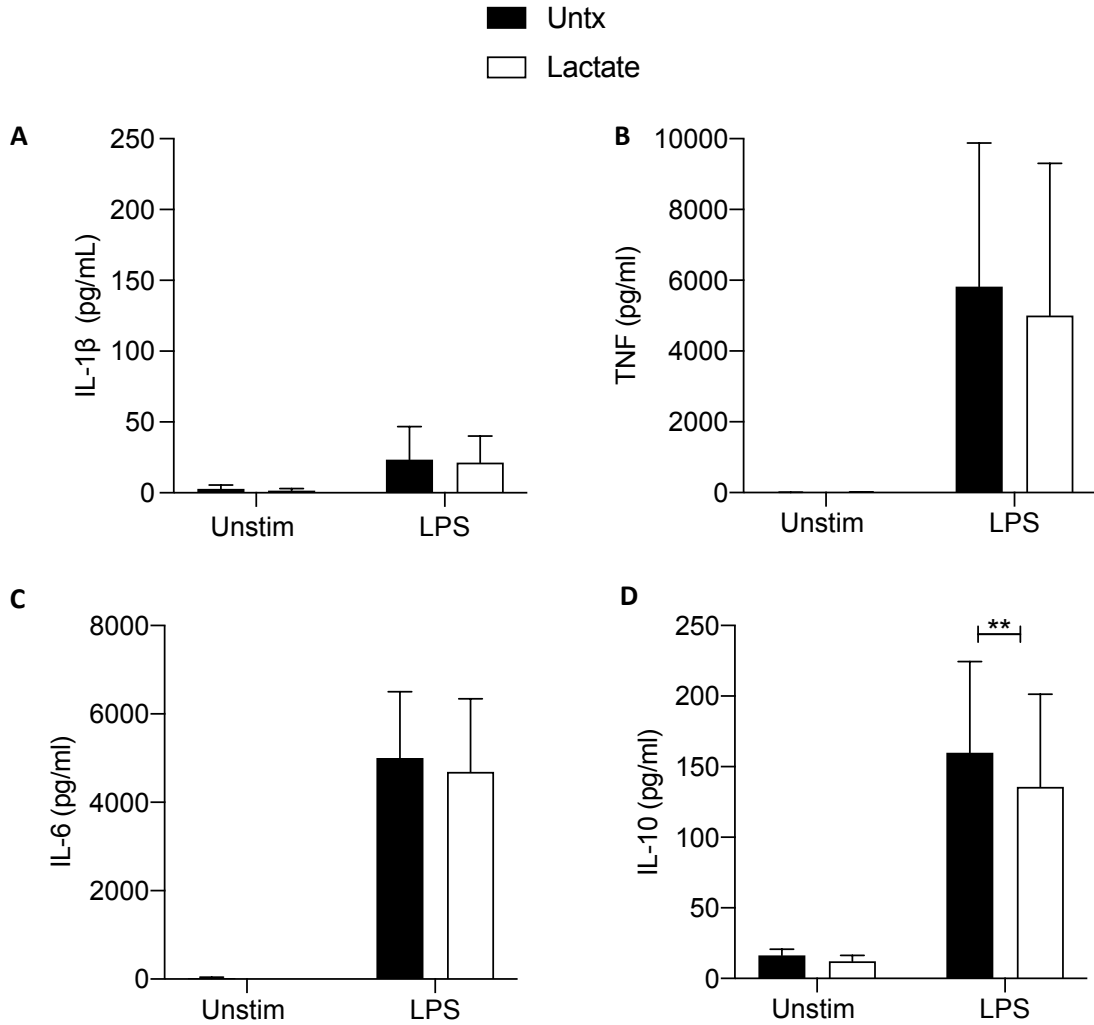 Untx
Lactate
A
250
200
150
100
50
0
IL-1β (pg/mL)
Unstim
LPS
B
10000
8000
6000
4000
2000
0
TNF (pg/ml)
Unstim
LPS
C
8000
6000
4000
2000
0
IL-6 (pg/ml)
Unstim
LPS
D
250
200
150
100
50
0
IL-10 (pg/ml)
**
Unstim
LPS